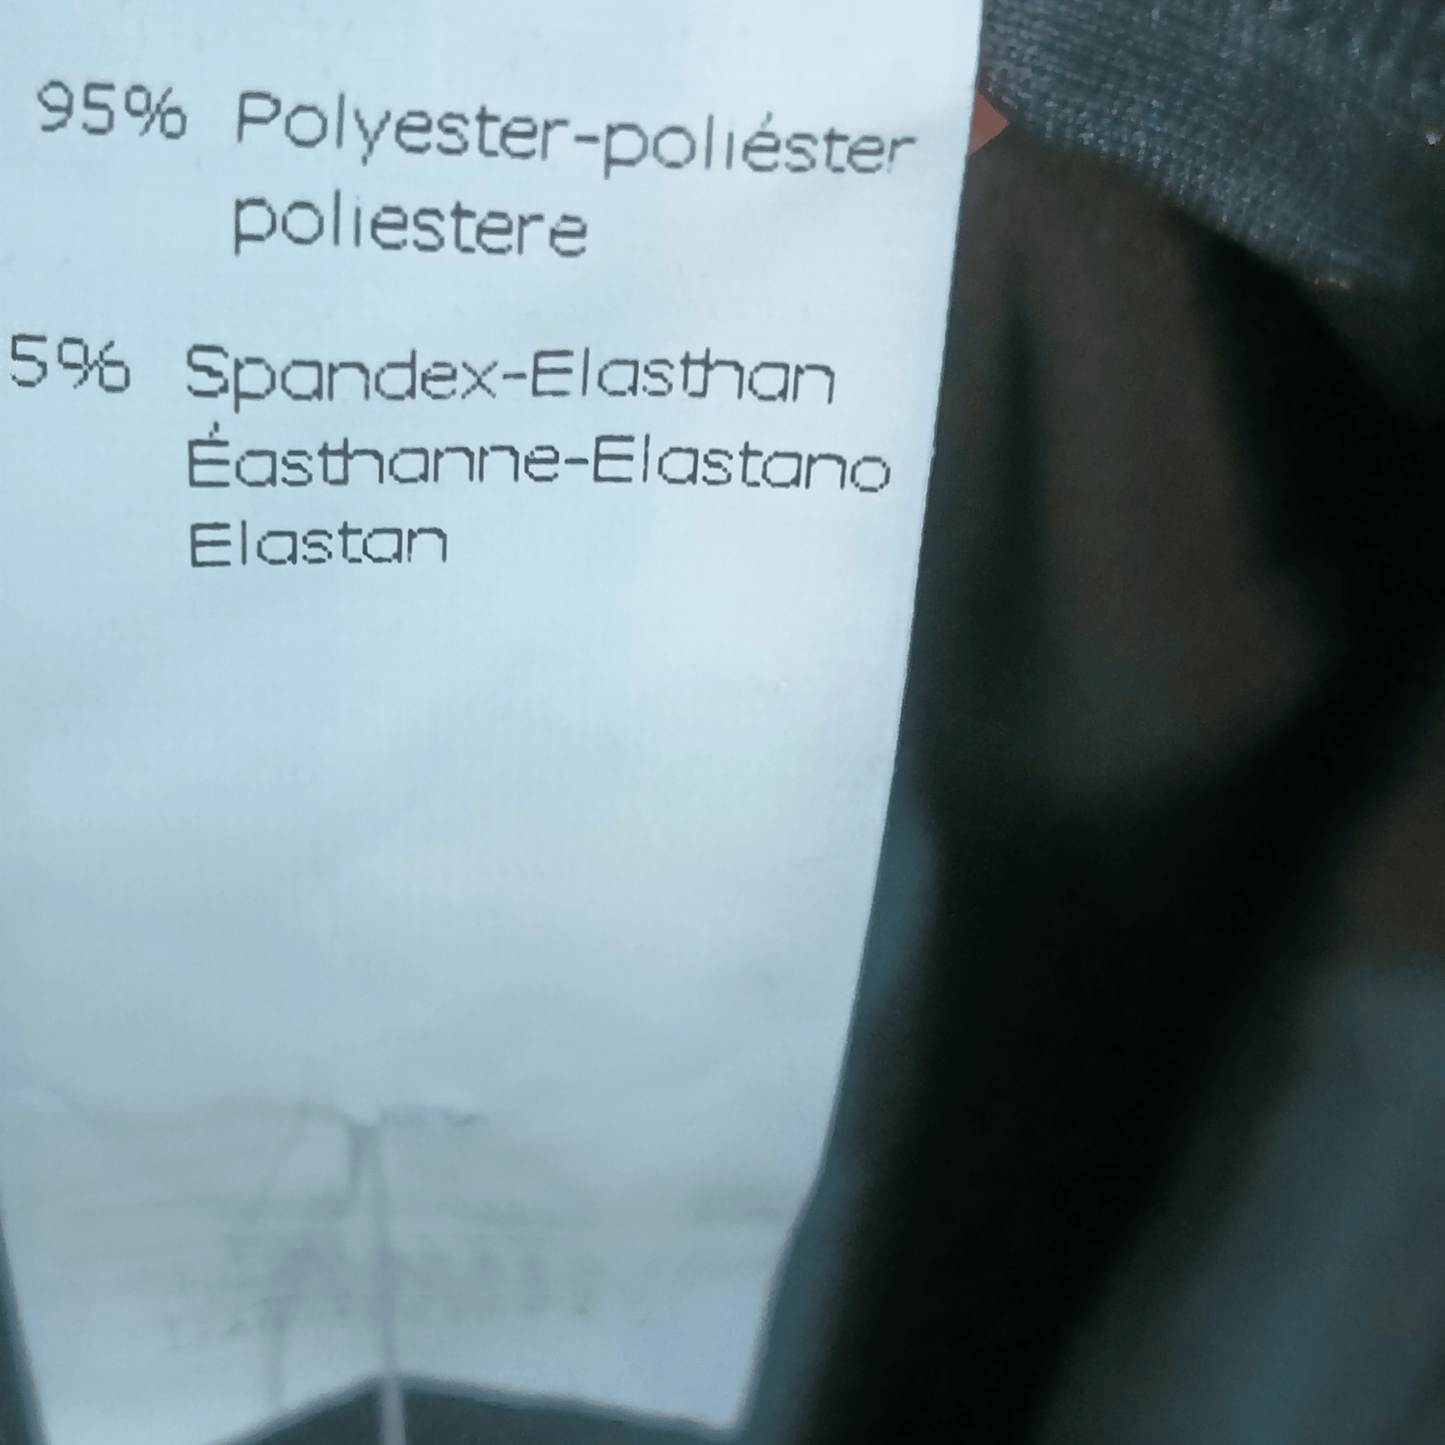 95% Polyester-poliéster
poliestere
5% Spandex-Elasthan
Éasthanne-Elastano
Elastan